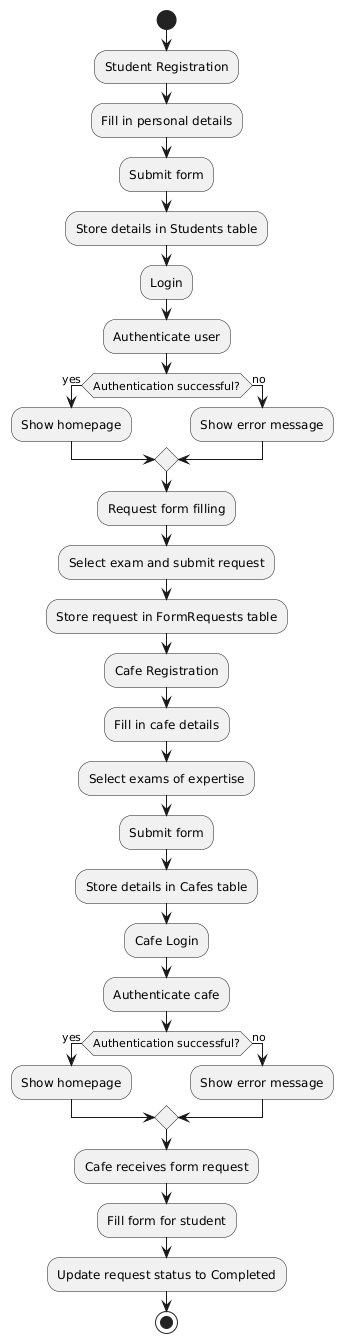 Student Registration
Fill in personal details
Submit form
Store details in Students table
Login
Authenticate user
yes
Authentication successful?
no
Show homepage
Show error message
Request form filling
Select exam and submit request
Store request in FormRequests table
Cafe Registration
Fill in cafe details
Select exams of expertise
Submit form
Store details in Cafes table
Cafe Login
Authenticate cafe
yes
Authentication successful?
no
Show homepage
Show error message
Cafe receives form request
Fill form for student
Update request status to Completed